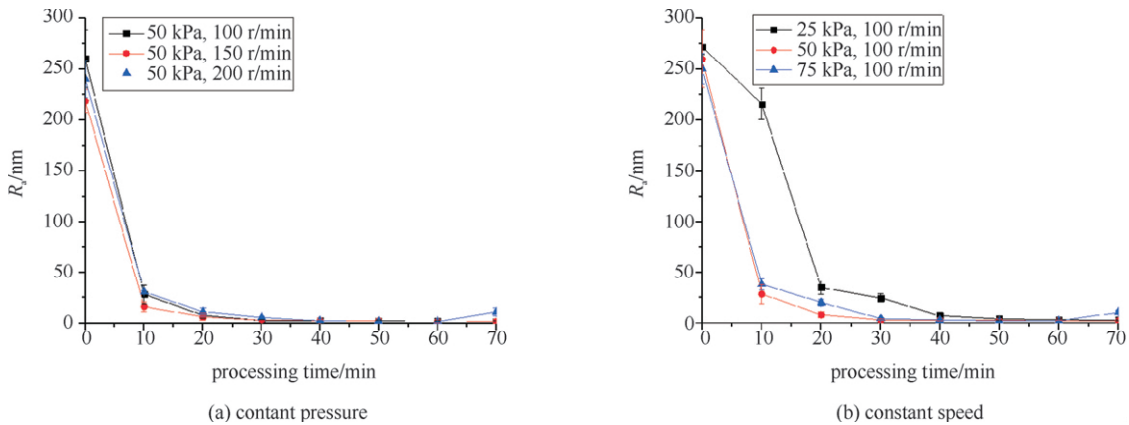 300
250
200
150
100
50
0
Ra/nm
50 kPa, 100 r/min
50 kPa, 150 r/min
50 kPa, 200 r/min
0 10 20 30 40 50 60 70
processing time/min
(a) contant pressure
300
250
200
150
100
50
0
Ra/nm
25 kPa, 100 r/min
50 kPa, 100 r/min
75 kPa, 100 r/min
0 10 20 30 40 50 60 70
processing time/min
(b) constant speed